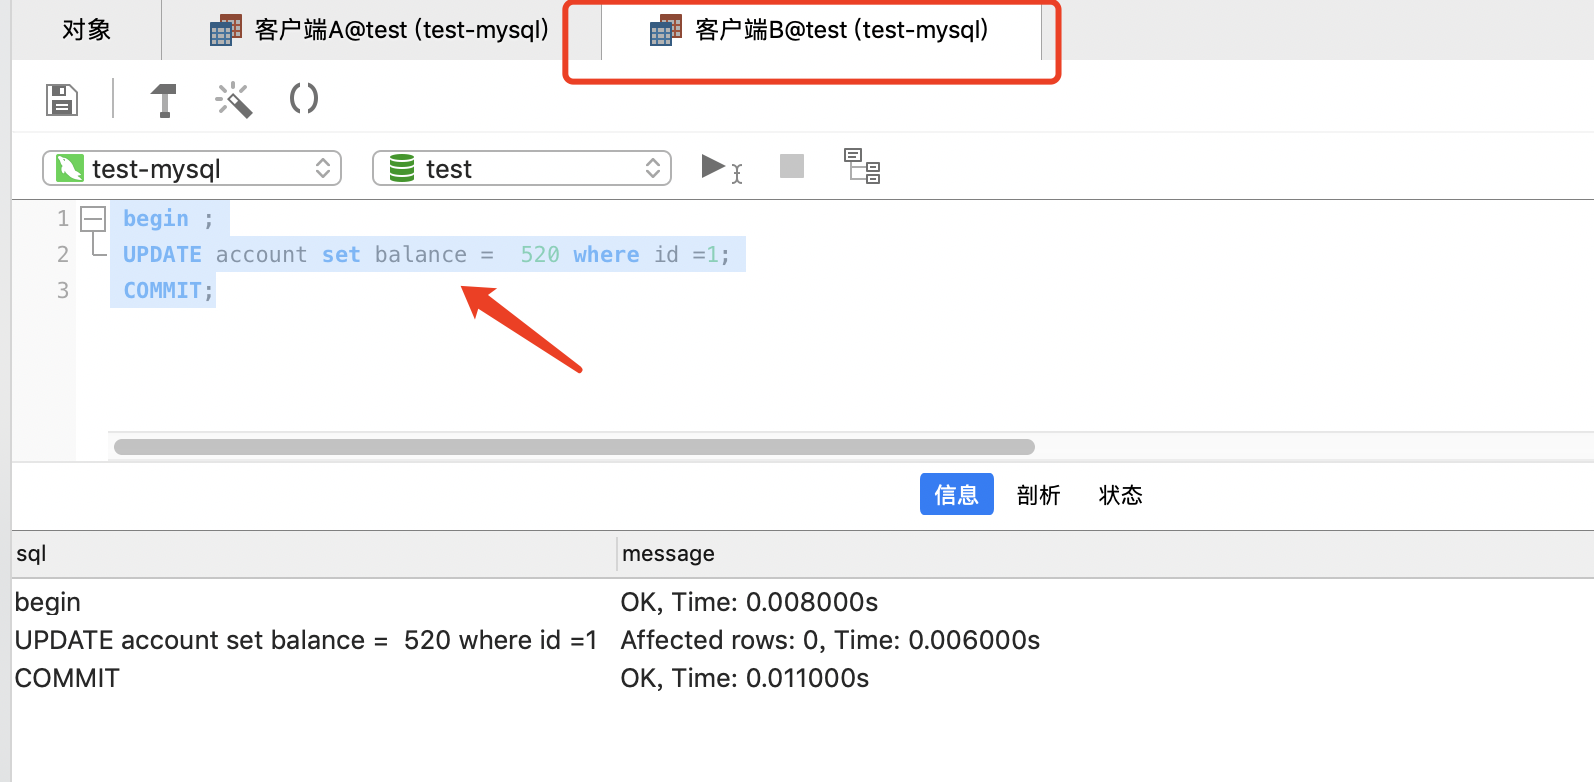 对象 客户端A@test (test-mysql) 客户端B@test (test-mysql)
test-mysql test
1 begin ;
2 UPDATE account set balance =  520 where id =1;
3 COMMIT;
信息 剖析 状态
sql message
begin OK, Time: 0.008000s
UPDATE account set balance =  520 where id =1 Affected rows: 0, Time: 0.006000s
COMMIT OK, Time: 0.011000s